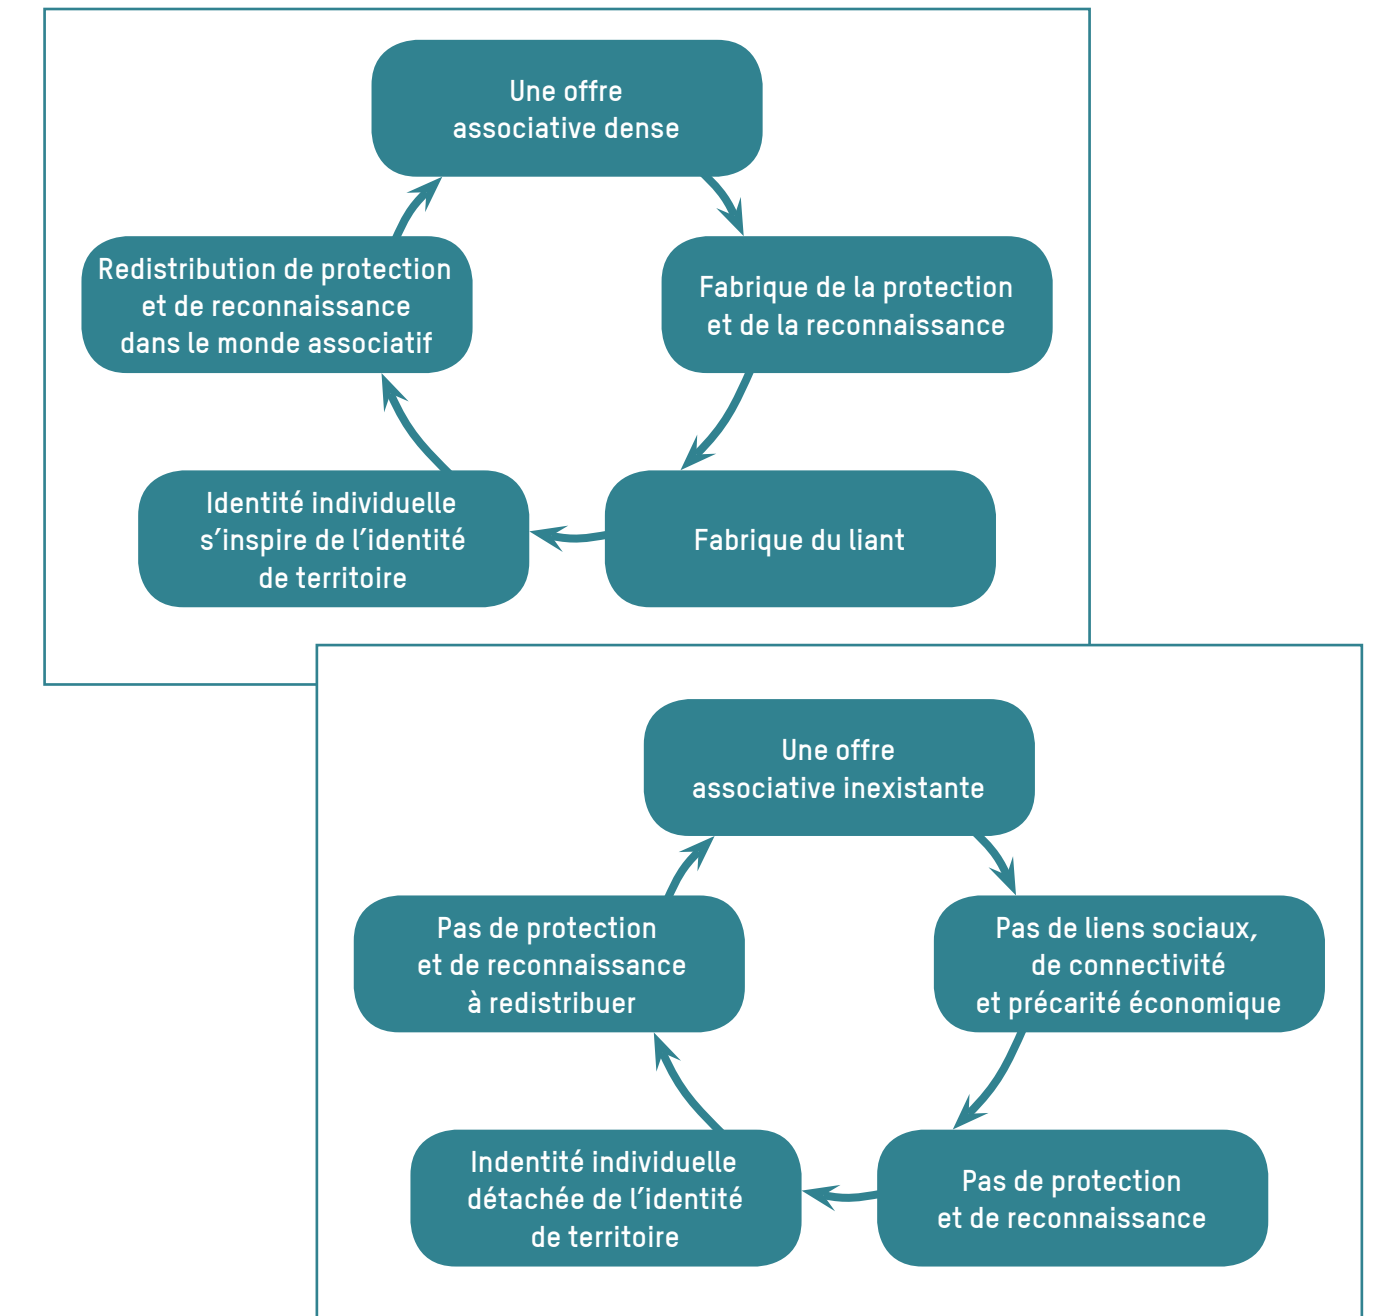 Une offre
associative dense
Fabrique de la protection
et de la reconnaissance
Fabrique du liant
Identité individuelle
s’inspire de l’identité
de territoire
Redistribution de protection
et de reconnaissance
dans le monde associatif
Une offre
associative inexistante
Pas de liens sociaux,
de connectivité
et précarité économique
Pas de protection
et de reconnaissance
Indentité individuelle
détachée de l’identité
de territoire
Pas de protection
et de reconnaissance
à redistribuer